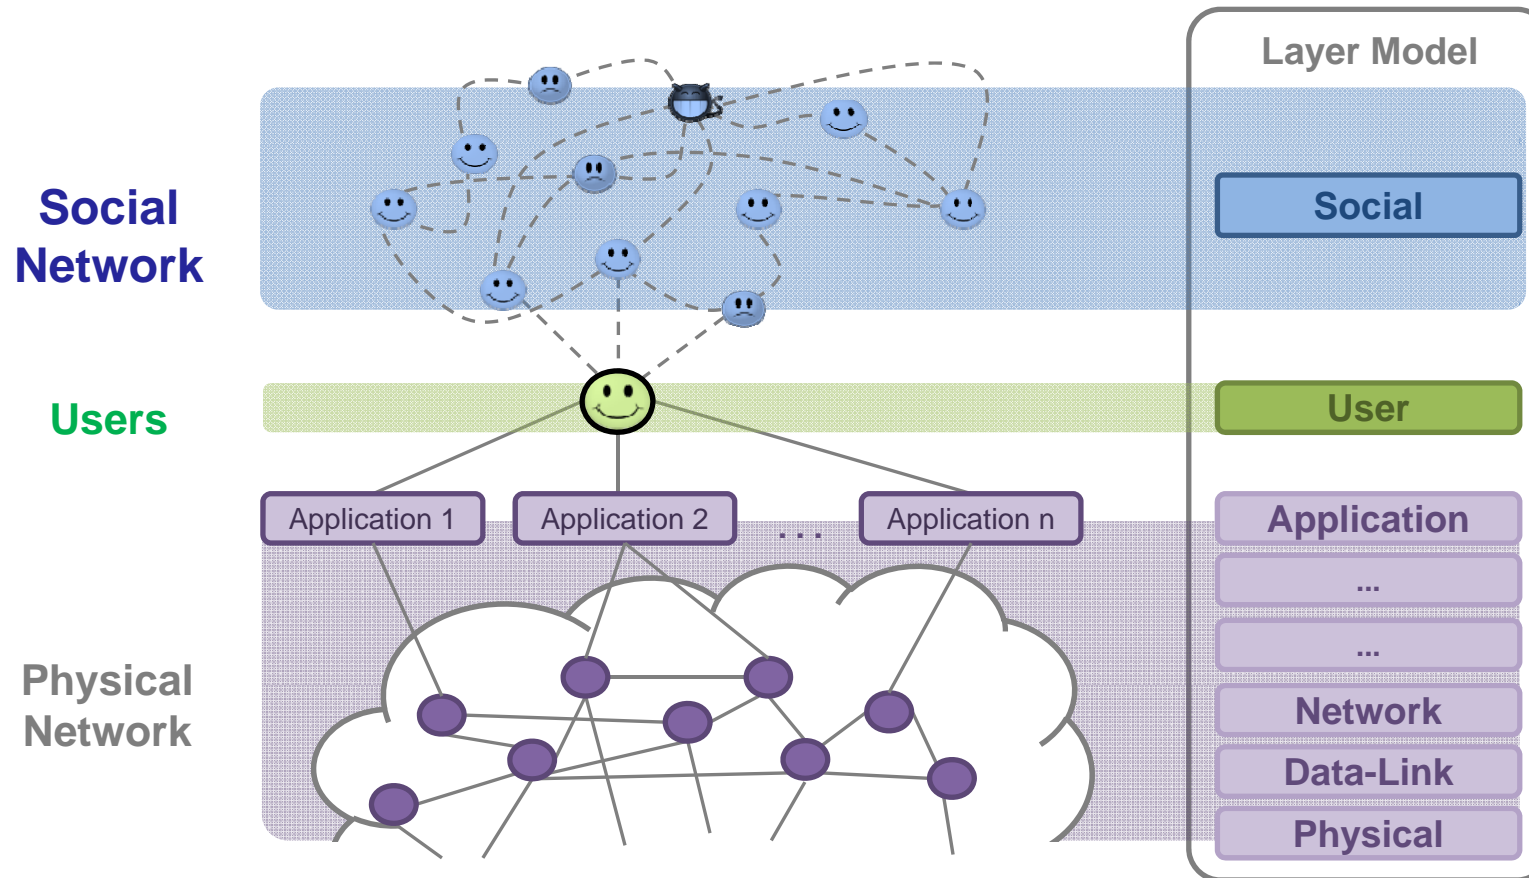 Layer Model
Social
Network
Social
Users
User
Application 1
Application 2
. . .
Application n
Application
...
...
Physical
Network
Network
Data-Link
Physical